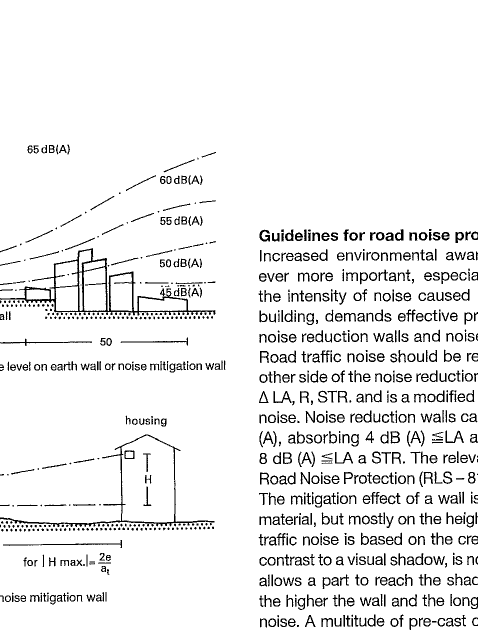 65 dB(A)
60 dB(A)
55 dB(A)
50 dB(A)
45 dB(A)
all
50
e level on earth wall or noise mitigation wall
housing
H
for | H max.|= 2e
a₁
noise mitigation wall
Guidelines for road noise pro
Increased environmental awar
ever more important, especia
the intensity of noise caused
building, demands effective pr
noise reduction walls and noise
Road traffic noise should be re
other side of the noise reduction
Δ LA, R, STR. and is a modified
noise. Noise reduction walls ca
(A), absorbing 4 dB (A) ≦LA a
8 dB (A) ≦LA a STR. The releva
Road Noise Protection (RLS – 8
The mitigation effect of a wall is
material, but mostly on the heigh
traffic noise is based on the cre
contrast to a visual shadow, is no
allows a part to reach the shad
the higher the wall and the long
noise. A multitude of pre-cast c